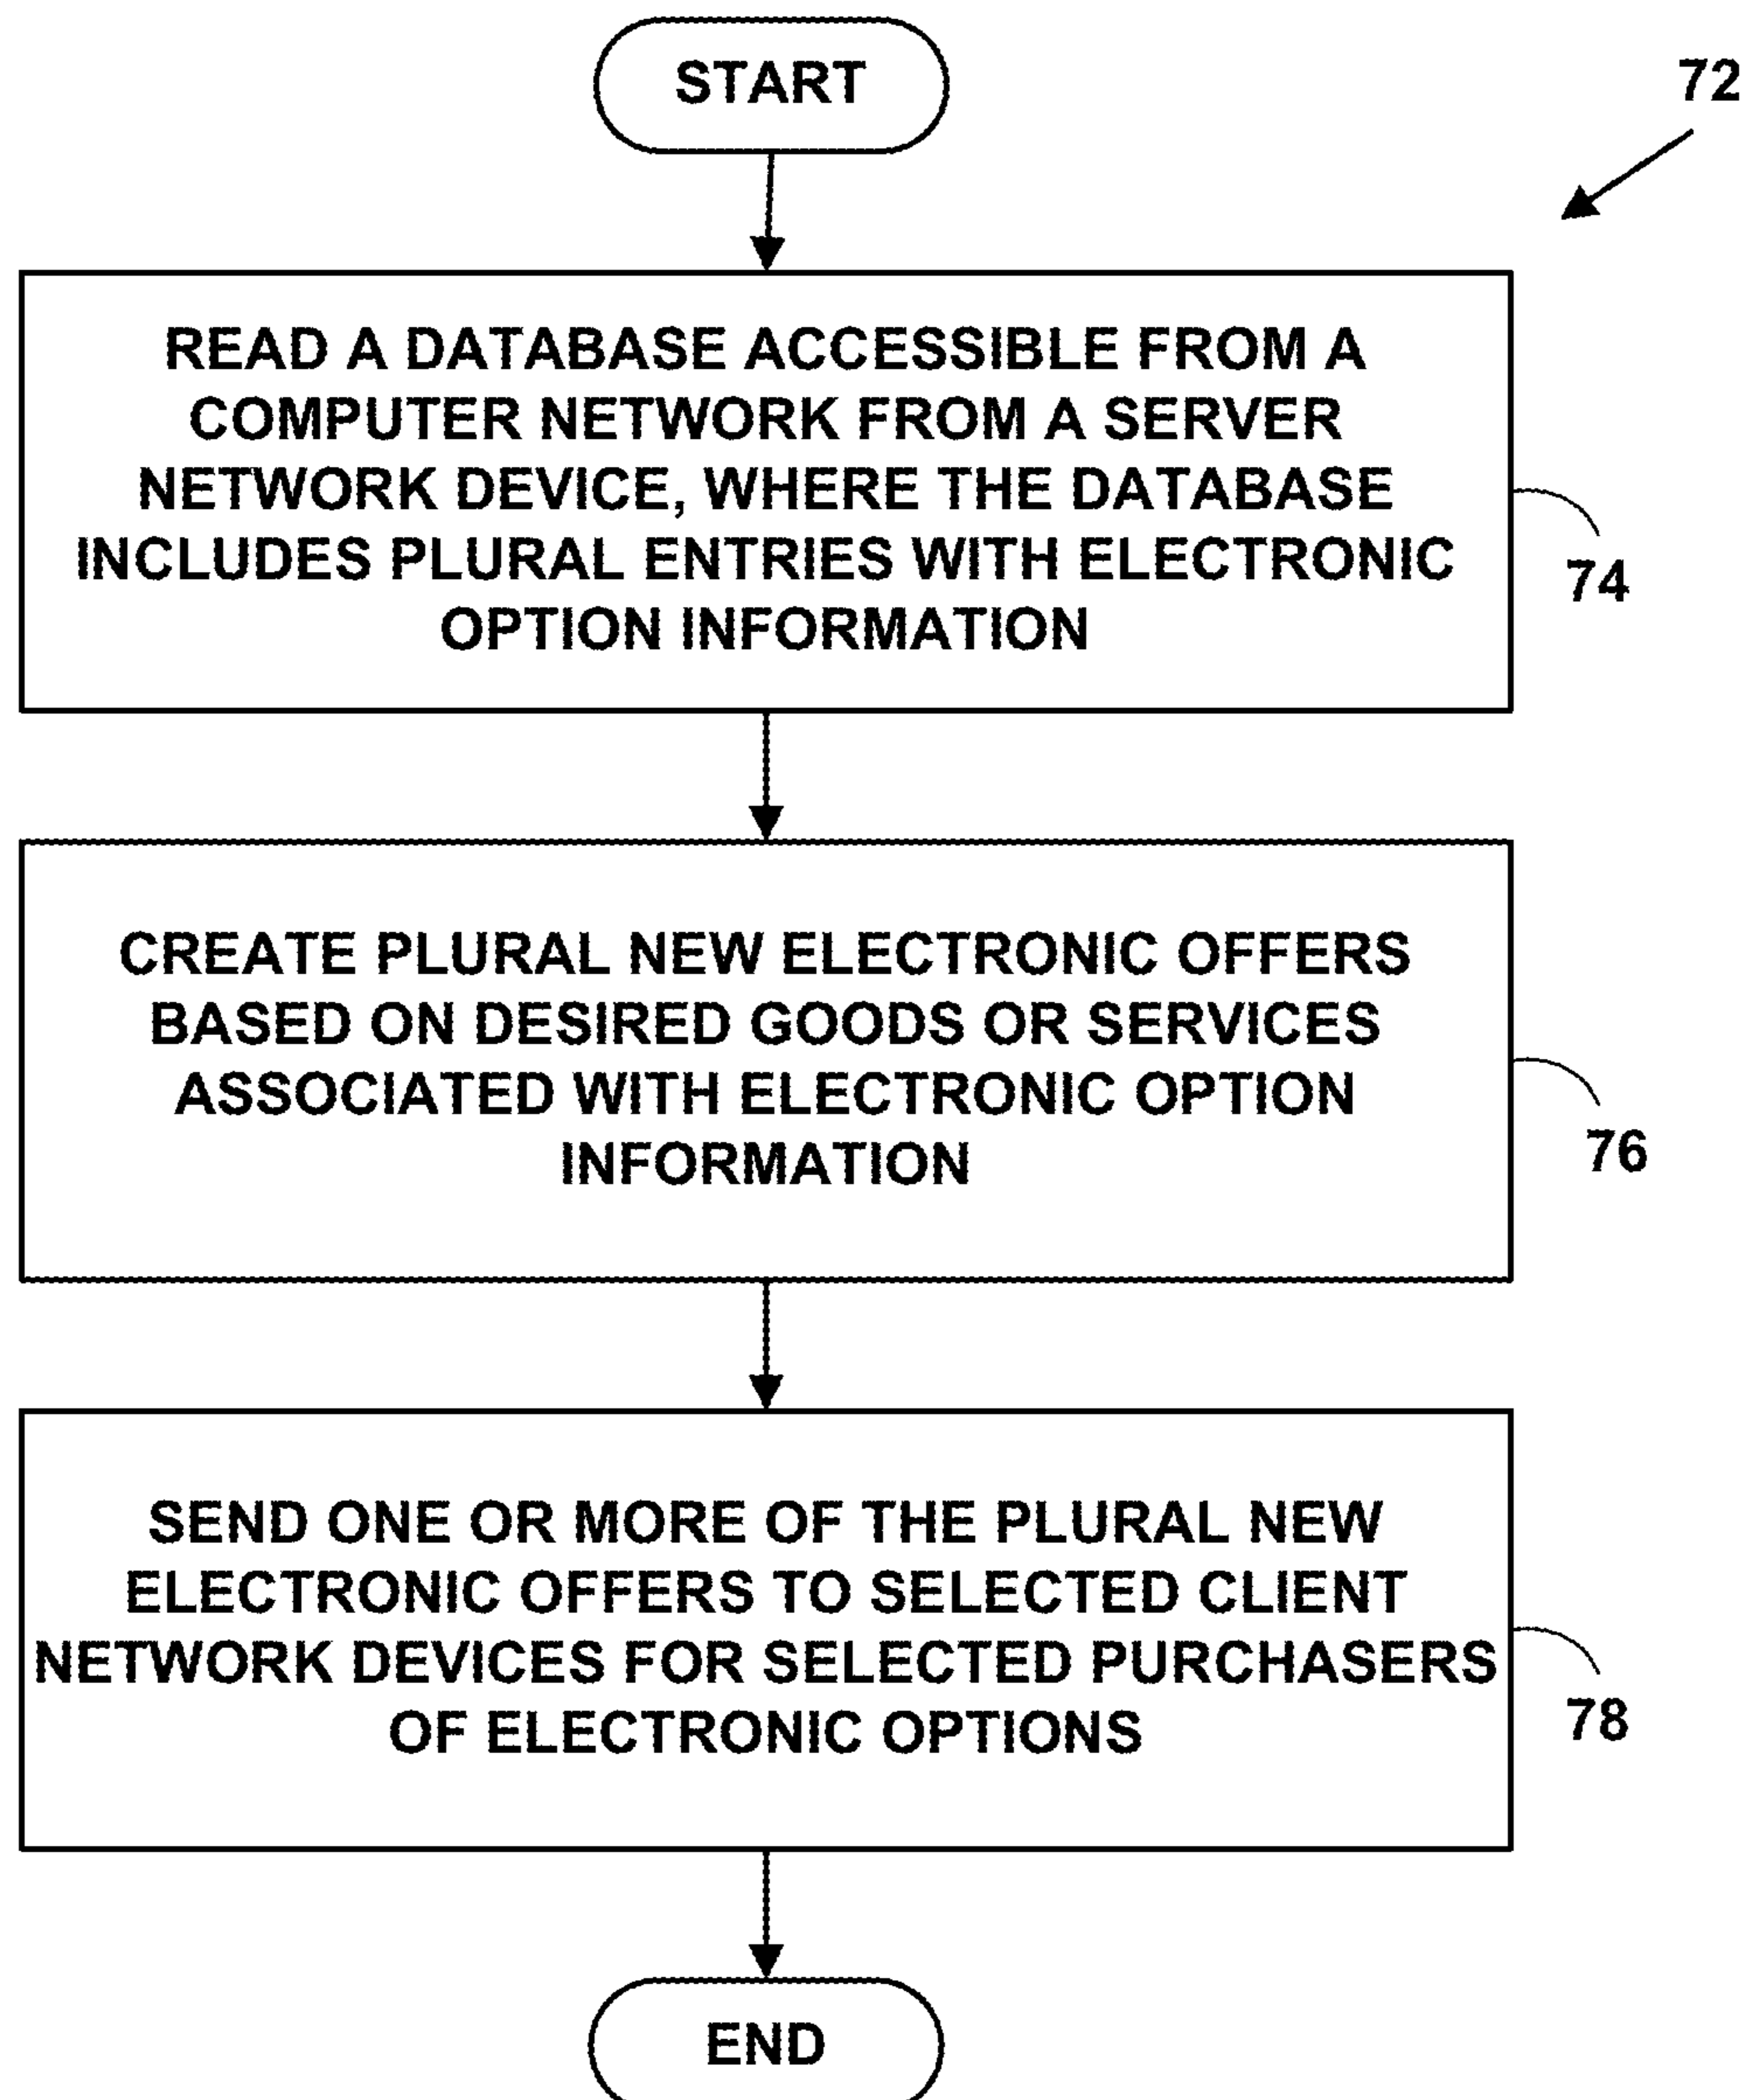 START
72
READ A DATABASE ACCESSIBLE FROM A
COMPUTER NETWORK FROM A SERVER
NETWORK DEVICE, WHERE THE DATABASE
INCLUDES PLURAL ENTRIES WITH ELECTRONIC
OPTION INFORMATION
74
CREATE PLURAL NEW ELECTRONIC OFFERS
BASED ON DESIRED GOODS OR SERVICES
ASSOCIATED WITH ELECTRONIC OPTION
INFORMATION
76
SEND ONE OR MORE OF THE PLURAL NEW
ELECTRONIC OFFERS TO SELECTED CLIENT
NETWORK DEVICES FOR SELECTED PURCHASERS
OF ELECTRONIC OPTIONS
78
END